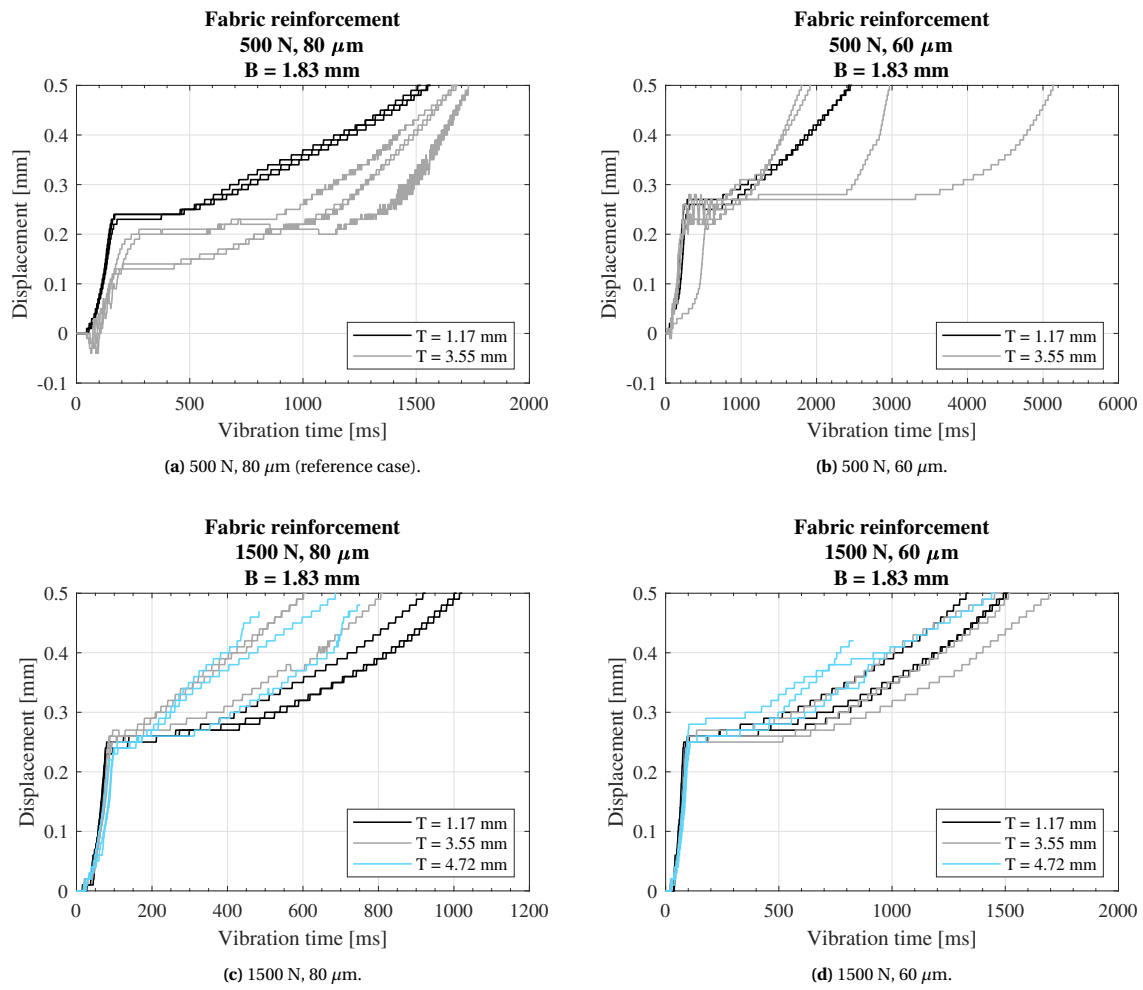 Fabric reinforcement
500 N, 80 μm
B = 1.83 mm
Displacement [mm]
0.5
0.4
0.3
0.2
0.1
0
-0.1
T = 1.17 mm
T = 3.55 mm
0 500 1000 1500 2000
Vibration time [ms]
(a) 500 N, 80 μm (reference case).
Fabric reinforcement
500 N, 60 μm
B = 1.83 mm
Displacement [mm]
0.5
0.4
0.3
0.2
0.1
0
-0.1
T = 1.17 mm
T = 3.55 mm
0 1000 2000 3000 4000 5000 6000
Vibration time [ms]
(b) 500 N, 60 μm.
Fabric reinforcement
1500 N, 80 μm
B = 1.83 mm
Displacement [mm]
0.5
0.4
0.3
0.2
0.1
0
T = 1.17 mm
T = 3.55 mm
T = 4.72 mm
0 200 400 600 800 1000 1200
Vibration time [ms]
(c) 1500 N, 80 μm.
Fabric reinforcement
1500 N, 60 μm
B = 1.83 mm
Displacement [mm]
0.5
0.4
0.3
0.2
0.1
0
T = 1.17 mm
T = 3.55 mm
T = 4.72 mm
0 500 1000 1500 2000
Vibration time [ms]
(d) 1500 N, 60 μm.